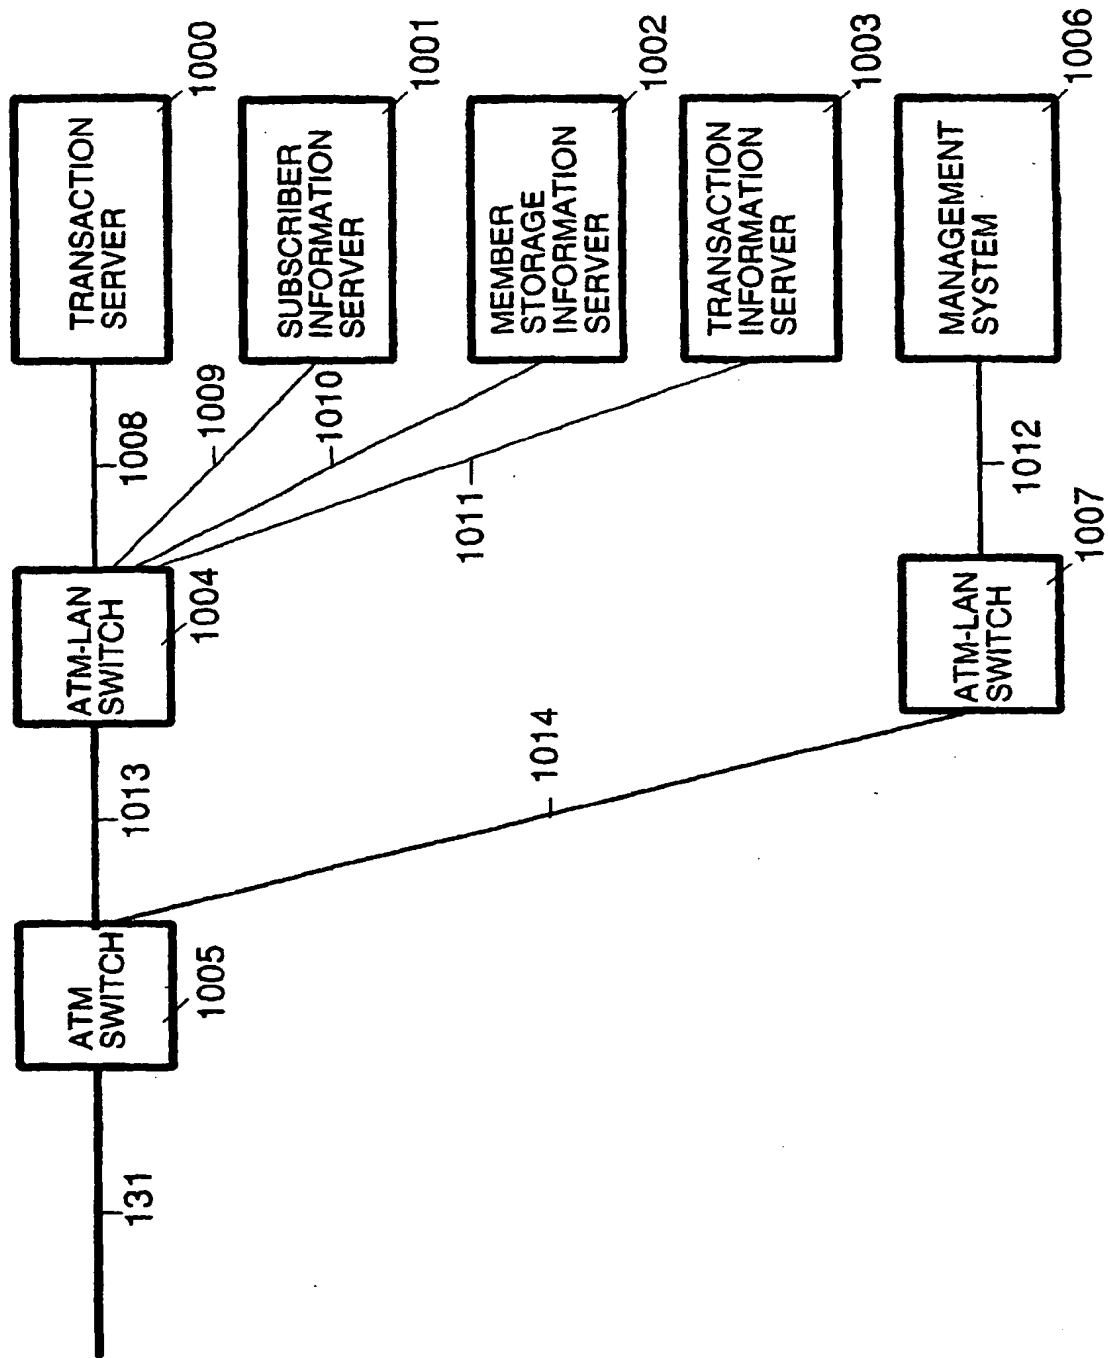 TRANSACTION
SERVER
1000
SUBSCRIBER
INFORMATION
SERVER
1001
MEMBER
STORAGE
INFORMATION
SERVER
1002
TRANSACTION
INFORMATION
SERVER
1003
MANAGEMENT
SYSTEM
1006
1008
1009
1010
1011
1012
ATM-LAN
SWITCH
1004
ATM-LAN
SWITCH
1007
1013
1014
ATM
SWITCH
1005
131